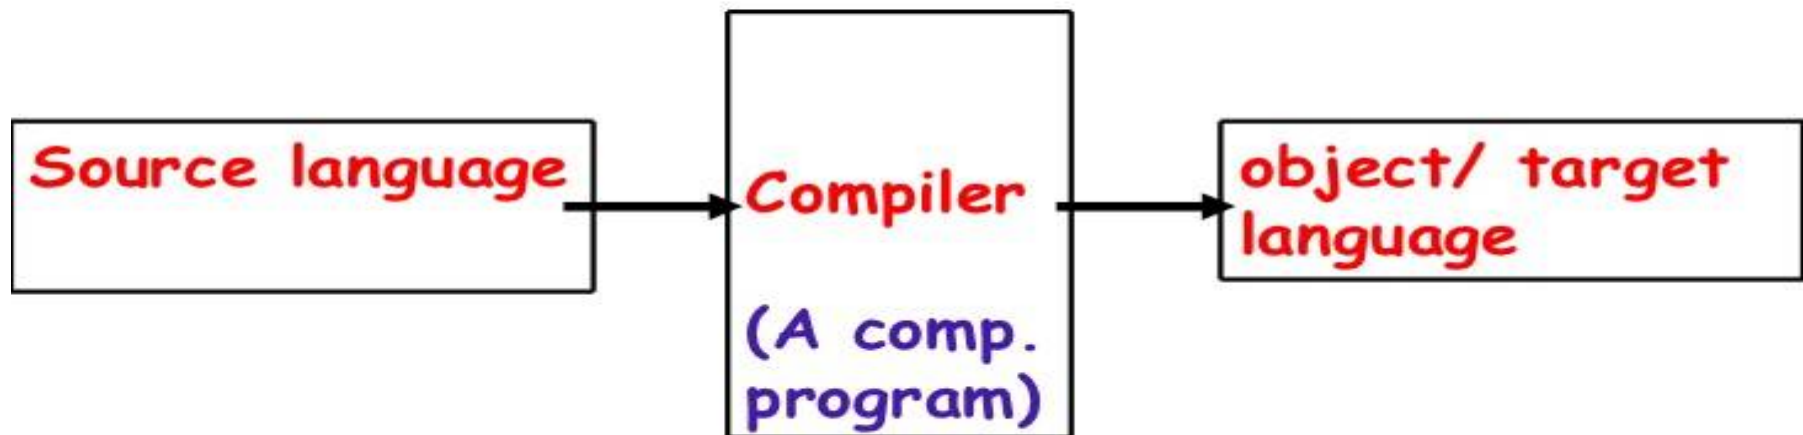 Source language
Compiler
(A comp.
program)
object/ target
language